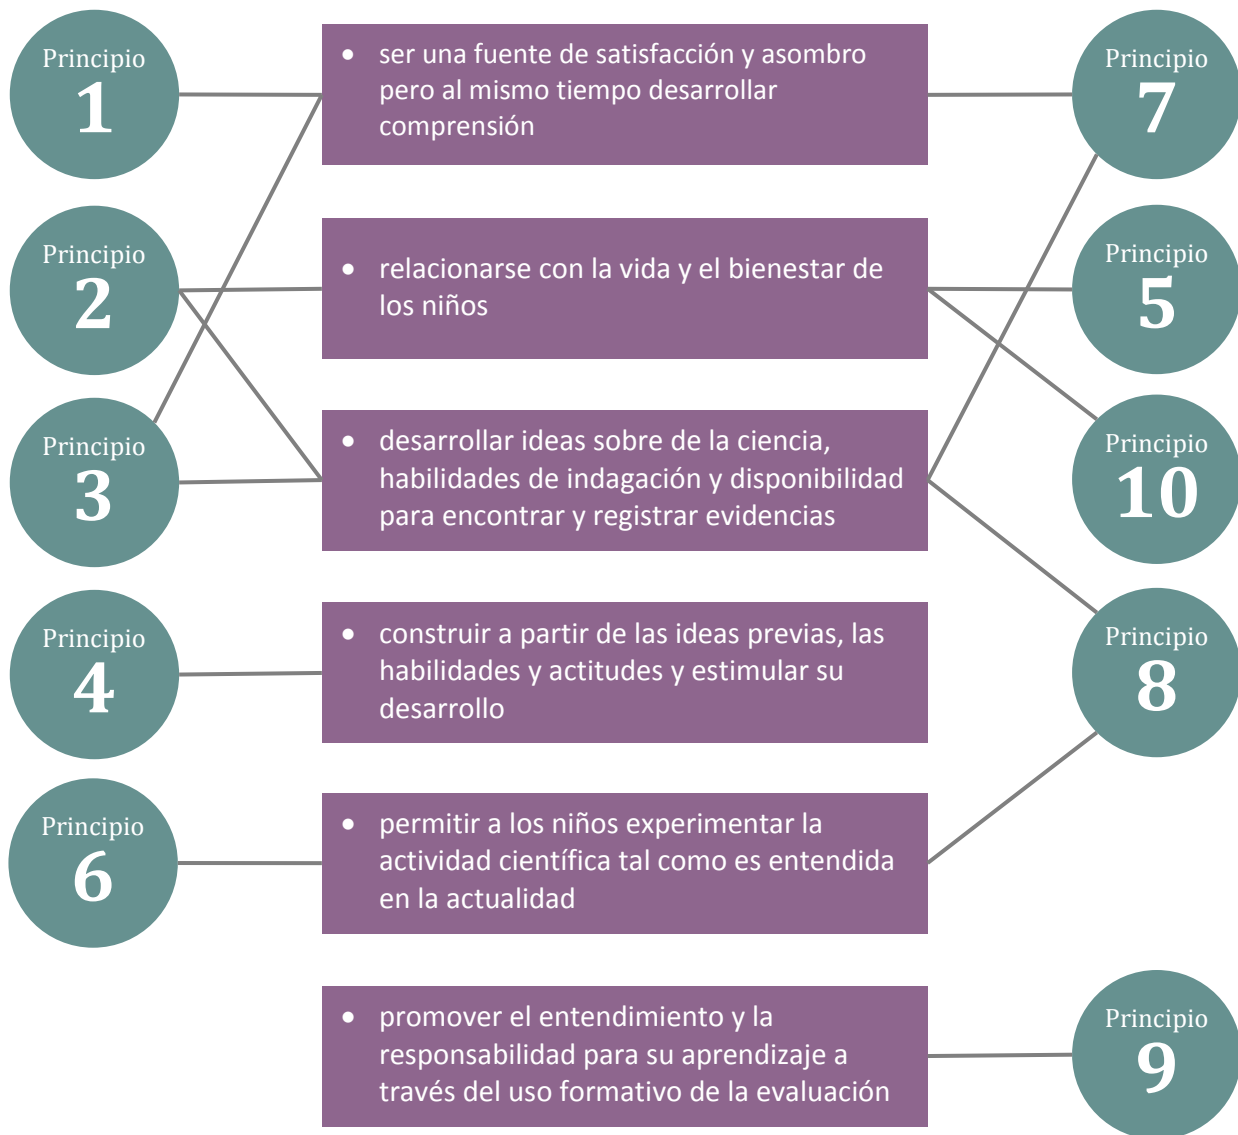 Principio
1
• ser una fuente de satisfacción y asombro
pero al mismo tiempo desarrollar
comprensión
Principio
7
Principio
2
• relacionarse con la vida y el bienestar de
los niños
Principio
5
Principio
3
• desarrollar ideas sobre de la ciencia,
habilidades de indagación y disponibilidad
para encontrar y registrar evidencias
Principio
10
Principio
4
• construir a partir de las ideas previas, las
habilidades y actitudes y estimular su
desarrollo
Principio
8
Principio
6
• permitir a los niños experimentar la
actividad científica tal como es entendida
en la actualidad
• promover el entendimiento y la
responsabilidad para su aprendizaje a
través del uso formativo de la evaluación
Principio
9